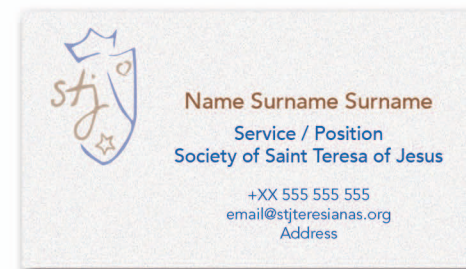 stj
Name Surname Surname
Service / Position
Society of Saint Teresa of Jesus
+XX 555 555 555
email@stjteresianas.org
Address